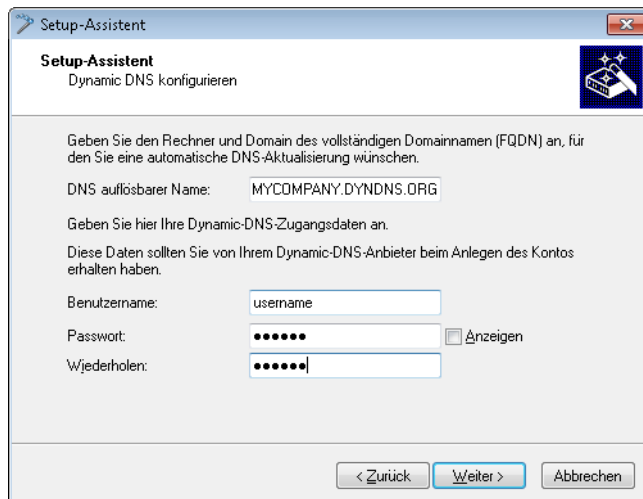 Setup-Assistent
Setup-Assistent
Dynamic DNS konfigurieren
Geben Sie den Rechner und Domain des vollständigen Domainnamen (FQDN) an, für
den Sie eine automatische DNS-Aktualisierung wünschen.
DNS auflösbarer Name: MYCOMPANY.DYNDNS.ORG
Geben Sie hier Ihre Dynamic-DNS-Zugangsdaten an.
Diese Daten sollten Sie von Ihrem Dynamic-DNS-Anbieter beim Anlegen des Kontos
erhalten haben.
Benutzername: username
Passwort: ●●●●●● Anzeigen
Wiederholen: ●●●●●●
< Zurück Weiter > Abbrechen